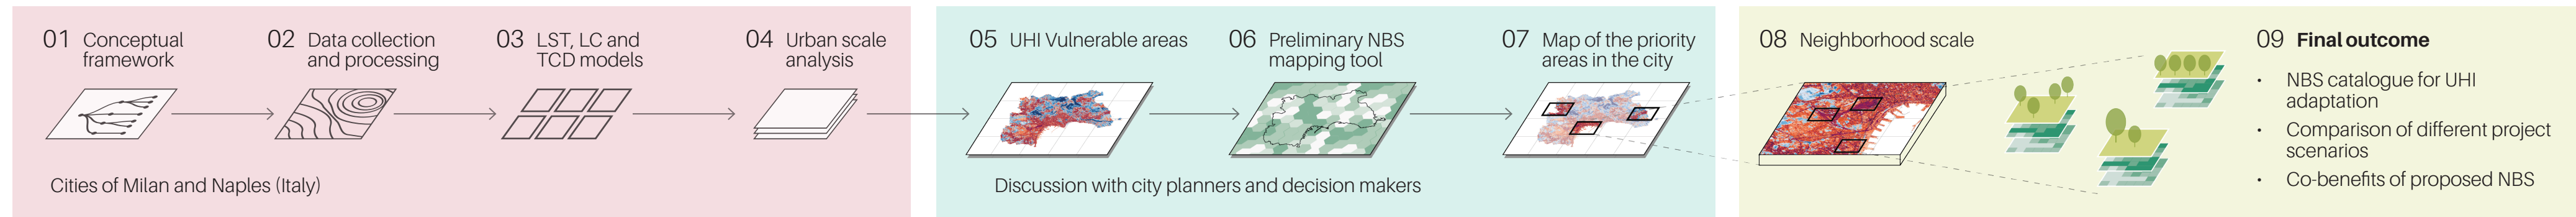 01 Conceptual
framework
02 Data collection
and processing
03 LST, LC and
TCD models
04 Urban scale
analysis
Cities of Milan and Naples (Italy)
05 UHI Vulnerable areas
06 Preliminary NBS
mapping tool
07 Map of the priority
areas in the city
Discussion with city planners and decision makers
08 Neighborhood scale
09 Final outcome
• NBS catalogue for UHI
adaptation
• Comparison of different project
scenarios
• Co-benefits of proposed NBS